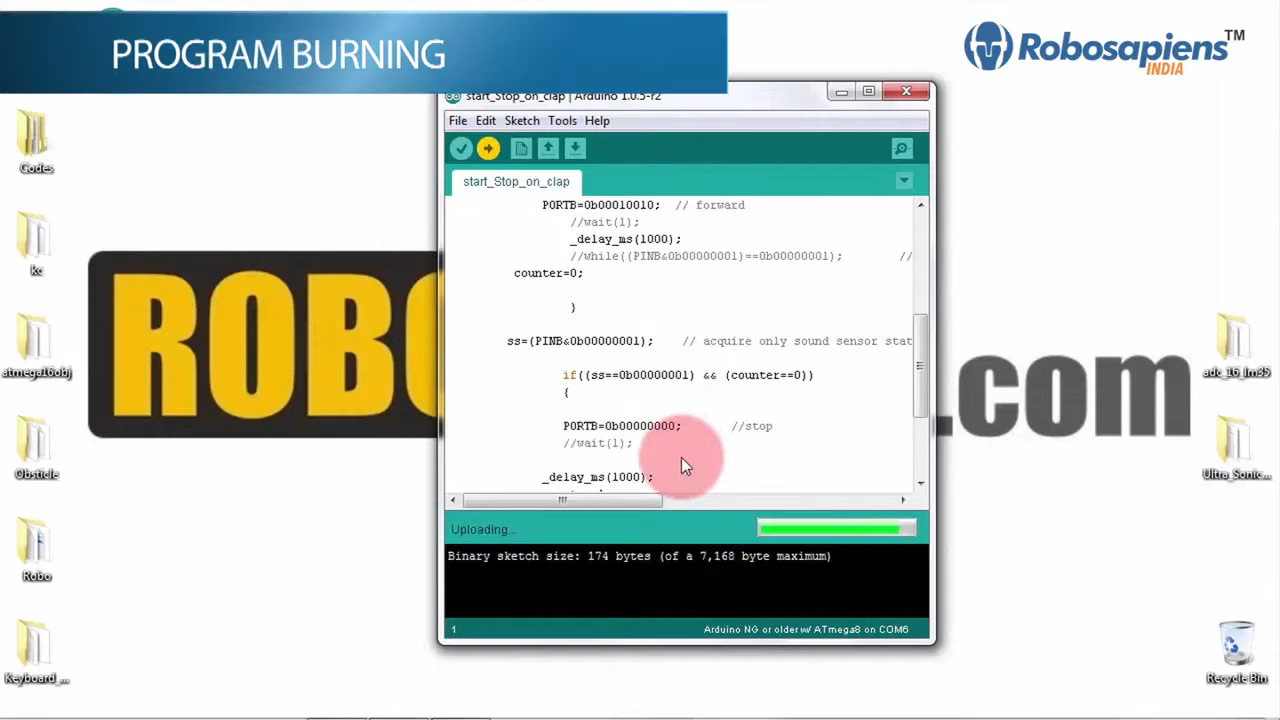 PROGRAM BURNING
Robosapiens™
INDIA
start_Stop_on_clap | Arduino 1.0.5-r2
File Edit Sketch Tools Help
start_Stop_on_clap
PORTB=0b00010010; // forward
//wait(1);
_delay_ms(1000);
//while((PINB&0b00000001)==0b00000001); //
counter=0;
}
ss=(PINB&0b00000001); // acquire only sound sensor stat
if((ss==0b00000001) && (counter==0))
{
PORTB=0b00000000; //stop
//wait(1);
_delay_ms(1000);
Uploading...
Binary sketch size: 174 bytes (of a 7,168 byte maximum)
1 Arduino NG or older w/ ATmega8 on COM6
Codes
kc
atmega16obj
Obsticle
Robo
Keyboard_...
ROBO
.com
adc_16_lm35
Ultra_Sonic...
Recycle Bin